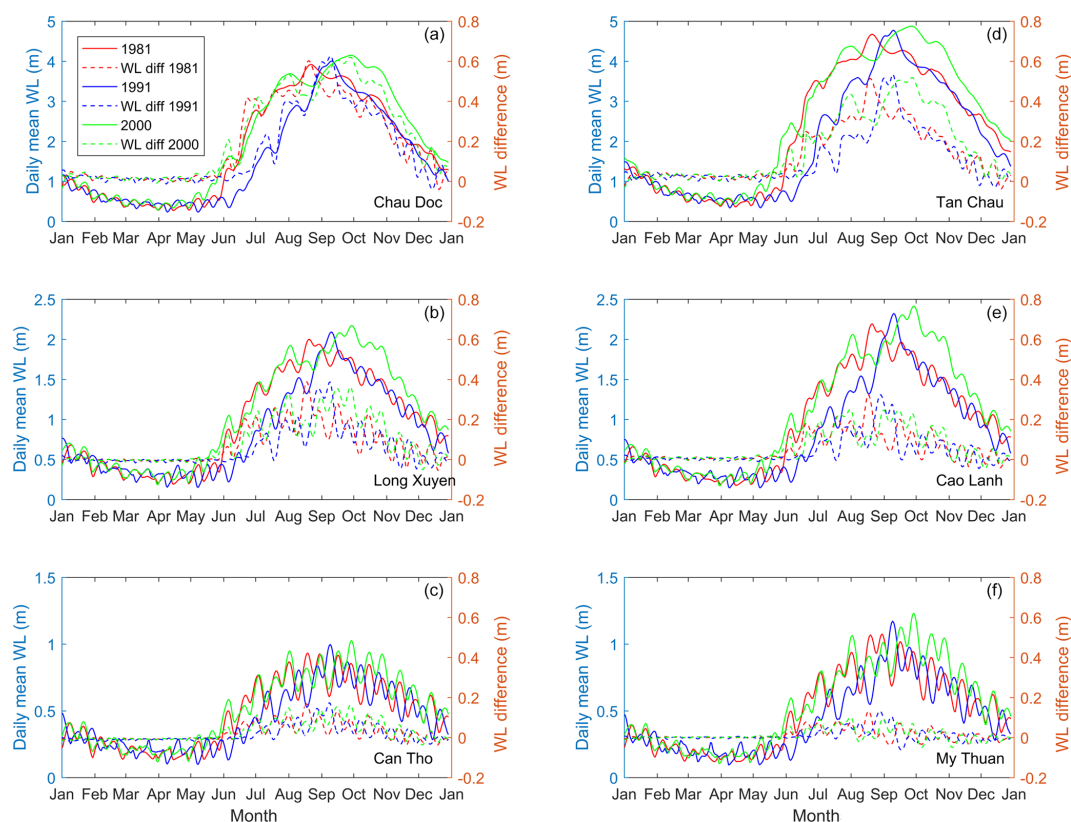 (a)
5
4
3
2
1
0
Daily mean WL (m)
1981
WL diff 1981
1991
WL diff 1991
2000
WL diff 2000
Chau Doc
0.8
0.6
0.4
0.2
0
-0.2
WL difference (m)
Jan Feb Mar Apr May Jun Jul Aug Sep Oct Nov Dec Jan
(d)
5
4
3
2
1
0
Daily mean WL (m)
Tan Chau
0.8
0.6
0.4
0.2
0
-0.2
WL difference (m)
Jan Feb Mar Apr May Jun Jul Aug Sep Oct Nov Dec Jan
(b)
2.5
2
1.5
1
0.5
0
Daily mean WL (m)
Long Xuyen
0.8
0.6
0.4
0.2
0
-0.2
WL difference (m)
Jan Feb Mar Apr May Jun Jul Aug Sep Oct Nov Dec Jan
(e)
2.5
2
1.5
1
0.5
0
Daily mean WL (m)
Cao Lanh
0.8
0.6
0.4
0.2
0
-0.2
WL difference (m)
Jan Feb Mar Apr May Jun Jul Aug Sep Oct Nov Dec Jan
(c)
1.5
1
0.5
0
Daily mean WL (m)
Can Tho
0.8
0.6
0.4
0.2
0
-0.2
WL difference (m)
Jan Feb Mar Apr May Jun Jul Aug Sep Oct Nov Dec Jan
Month
(f)
1.5
1
0.5
0
Daily mean WL (m)
My Thuan
0.8
0.6
0.4
0.2
0
-0.2
WL difference (m)
Jan Feb Mar Apr May Jun Jul Aug Sep Oct Nov Dec Jan
Month